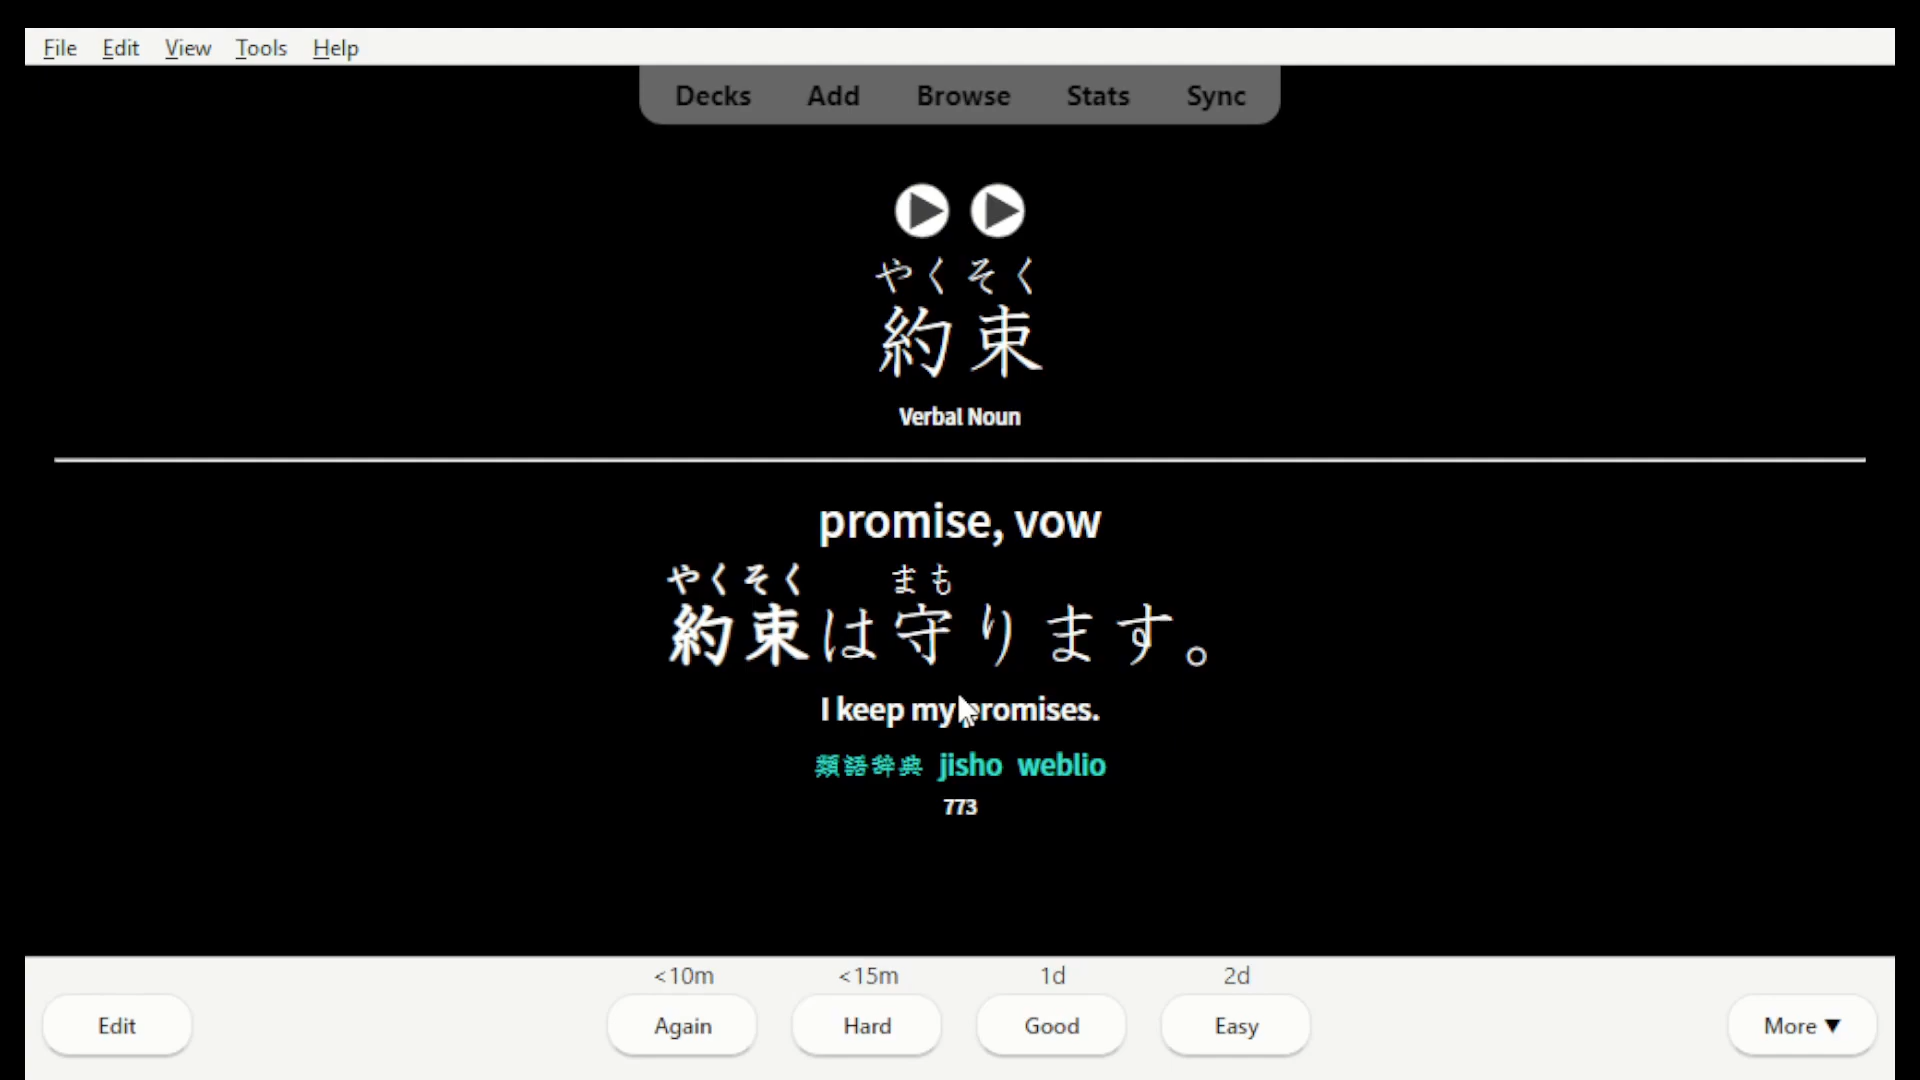 File Edit View Tools Help
Decks Add Browse Stats Sync
やくそく
約束
Verbal Noun
promise, vow
やくそく まも
約束は守ります。
I keep my promises.
類語辞典 jisho weblio
773
<10m <15m 1d 2d
Edit Again Hard Good Easy More ▼